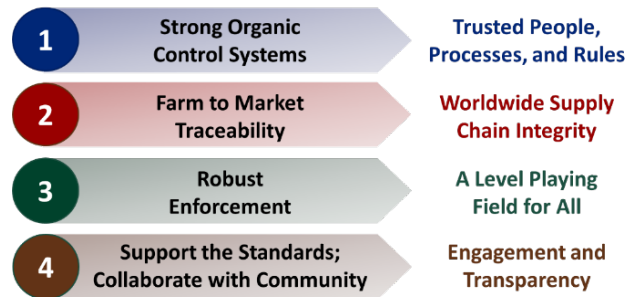 1
Strong Organic
Control Systems
Trusted People,
Processes, and Rules
2
Farm to Market
Traceability
Worldwide Supply
Chain Integrity
3
Robust
Enforcement
A Level Playing
Field for All
4
Support the Standards;
Collaborate with Community
Engagement and
Transparency